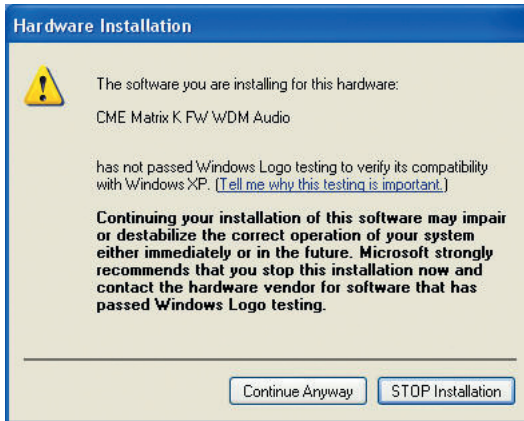 Hardware Installation
The software you are installing for this hardware:
CME Matrix K FW WDM Audio
has not passed Windows Logo testing to verify its compatibility
with Windows XP. (Tell me why this testing is important.)
Continuing your installation of this software may impair
or destabilize the correct operation of your system
either immediately or in the future. Microsoft strongly
recommends that you stop this installation now and
contact the hardware vendor for software that has
passed Windows Logo testing.
Continue Anyway
STOP Installation